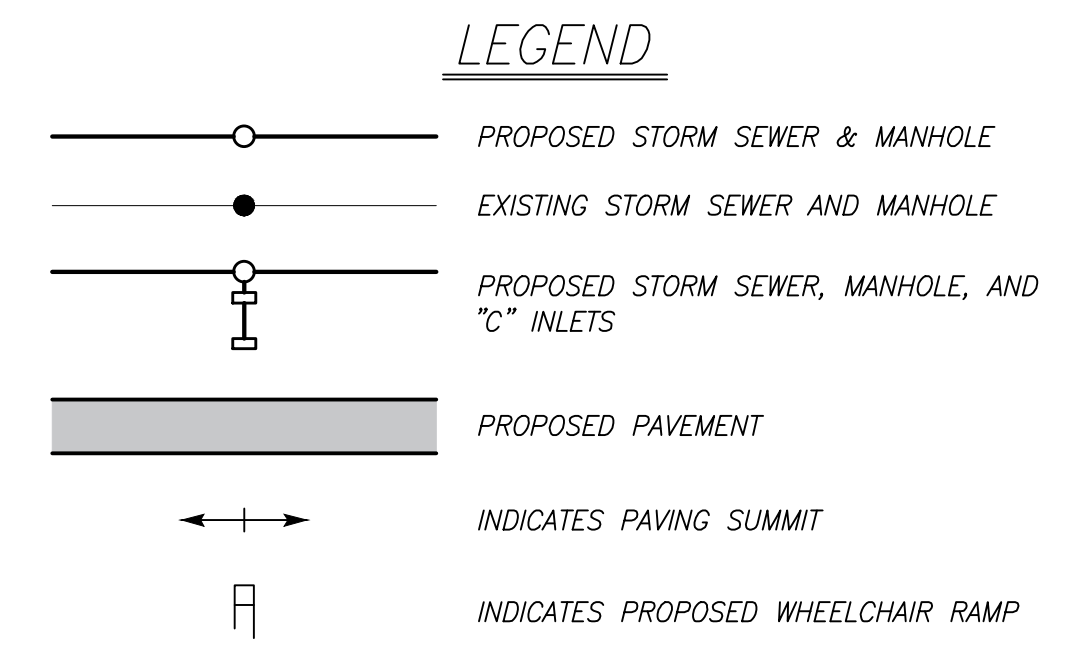 LEGEND
PROPOSED STORM SEWER & MANHOLE
EXISTING STORM SEWER AND MANHOLE
PROPOSED STORM SEWER, MANHOLE, AND
"C" INLETS
PROPOSED PAVEMENT
INDICATES PAVING SUMMIT
INDICATES PROPOSED WHEELCHAIR RAMP